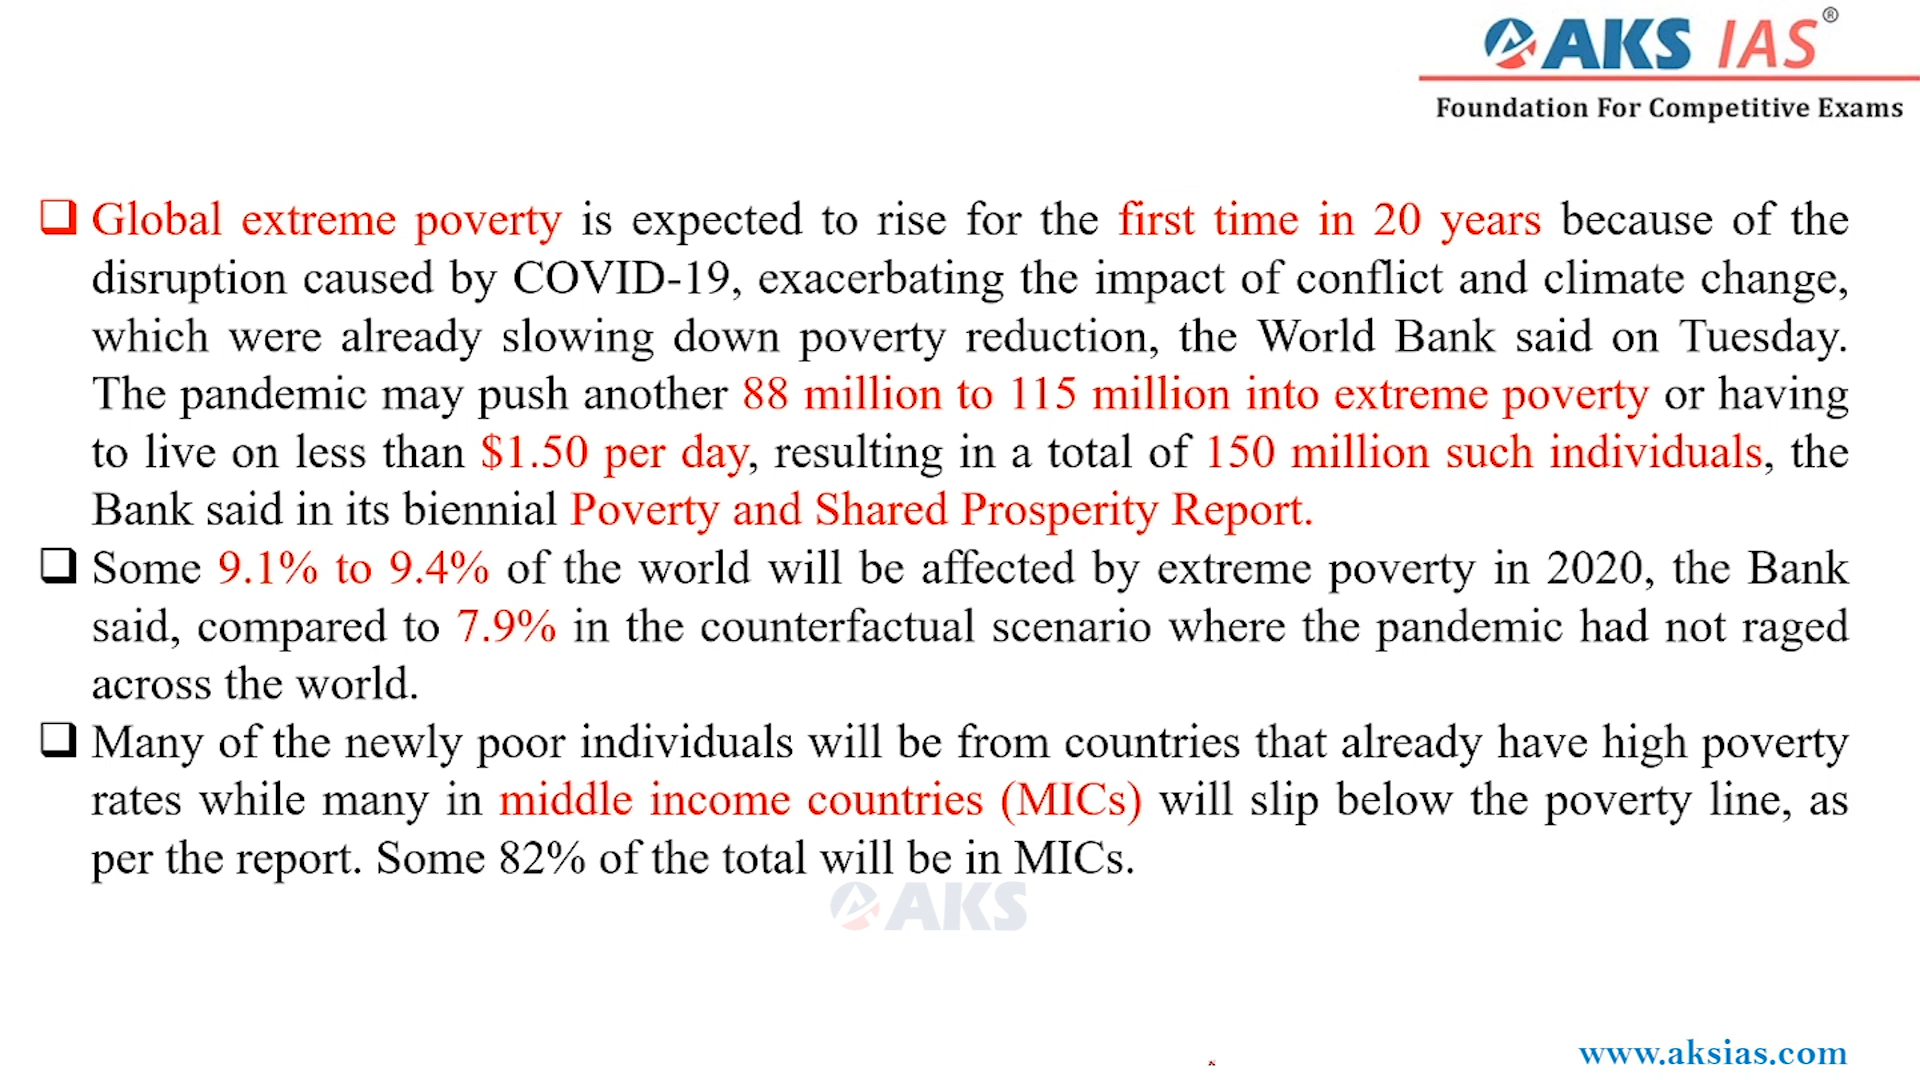 AKS IAS®
Foundation For Competitive Exams
Global extreme poverty is expected to rise for the first time in 20 years because of the
disruption caused by COVID-19, exacerbating the impact of conflict and climate change,
which were already slowing down poverty reduction, the World Bank said on Tuesday.
The pandemic may push another 88 million to 115 million into extreme poverty or having
to live on less than $1.50 per day, resulting in a total of 150 million such individuals, the
Bank said in its biennial Poverty and Shared Prosperity Report.
Some 9.1% to 9.4% of the world will be affected by extreme poverty in 2020, the Bank
said, compared to 7.9% in the counterfactual scenario where the pandemic had not raged
across the world.
Many of the newly poor individuals will be from countries that already have high poverty
rates while many in middle income countries (MICs) will slip below the poverty line, as
per the report. Some 82% of the total will be in MICs.
AKS
www.aksias.com